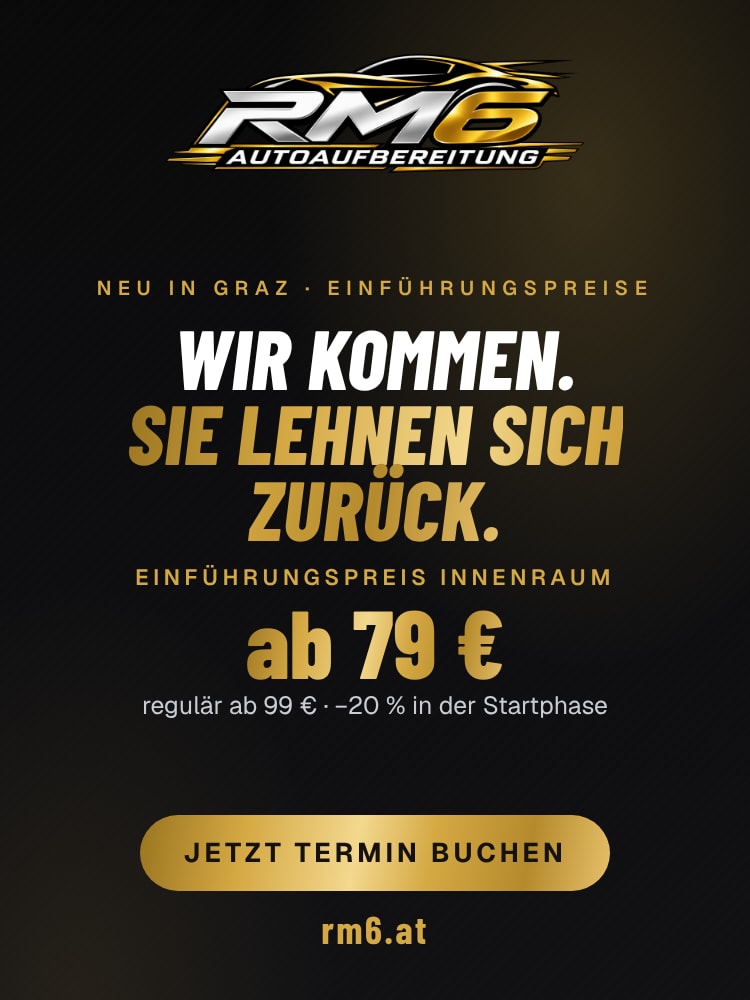 RM6
AUTOAUFBEREITUNG
NEU IN GRAZ · EINFÜHRUNGSPREISE
WIR KOMMEN.
SIE LEHNEN SICH
ZURÜCK.
EINFÜHRUNGSPREIS INNENRAUM
ab 79 €
regulär ab 99 € · −20 % in der Startphase
JETZT TERMIN BUCHEN
rm6.at